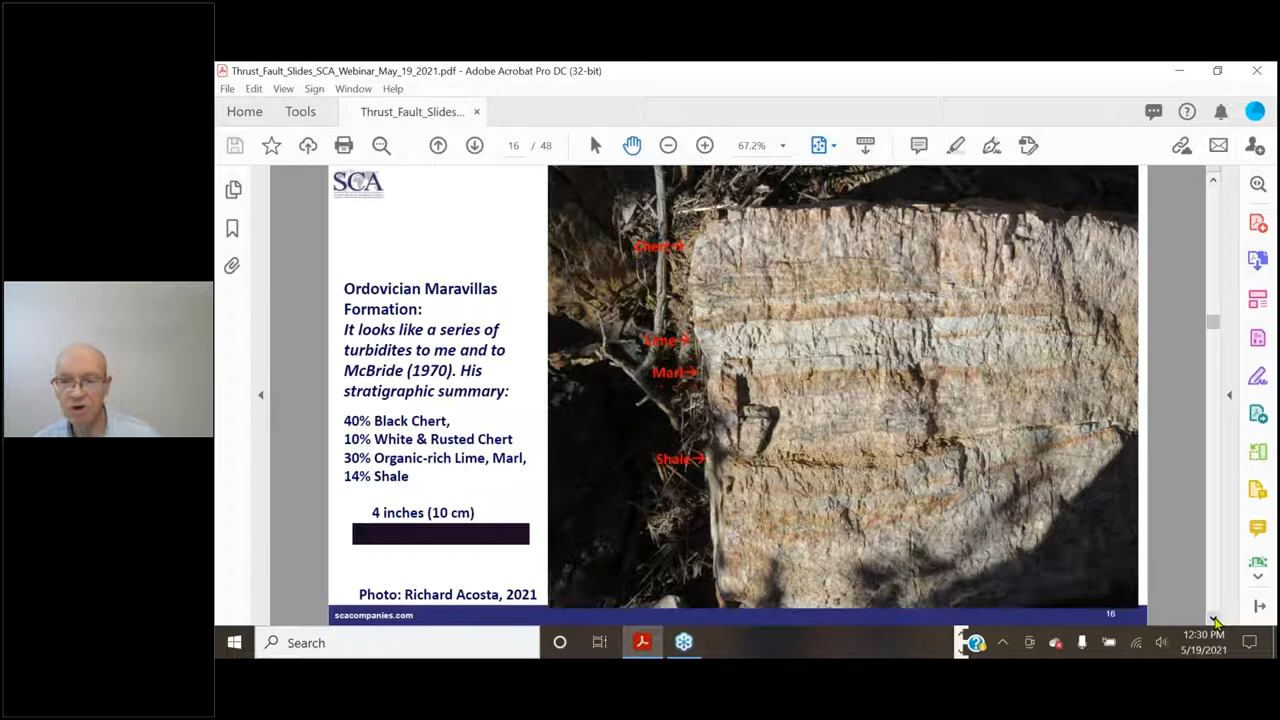 Thrust_Fault_Slides_SCA_Webinar_May_19_2021.pdf - Adobe Acrobat Pro DC (32-bit)
File Edit View Sign Window Help
Home Tools Thrust_Fault_Slides... ×
16 / 48 67.2%
SCA
Ordovician Maravillas
Formation:
It looks like a series of
turbidites to me and to
McBride (1970). His
stratigraphic summary:
40% Black Chert,
10% White & Rusted Chert
30% Organic-rich Lime, Marl,
14% Shale
4 inches (10 cm)
Photo: Richard Acosta, 2021
Chert→
Lime→
Marl→
Shale→
scacompanies.com 16
Search
12:30 PM
5/19/2021